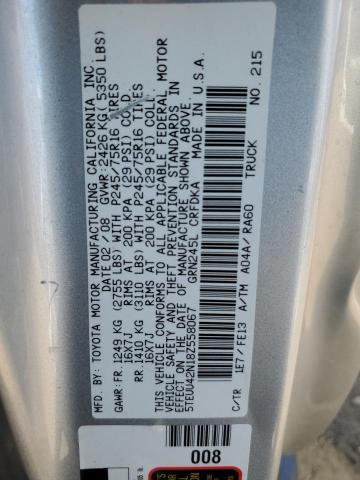 MFD. BY: TOYOTA MOTOR MANUFACTURING CALIFORNIA INC.
DATE 02 / 08 GVWR: 2426 KG ( 5350 LBS)
GAWR:FR. 1249 KG (2755 LBS) WITH P245/75R16 TIRES
16X7J RIMS AT 200 KPA (29 PSI) COLD.
RR. 1410 KG (3110 LBS) WITH P245/75R16 TIRES
16X7J RIMS AT 200 KPA (29 PSI) COLD.
THIS VEHICLE CONFORMS TO ALL APPLICABLE FEDERAL MOTOR
VEHICLE SAFETY AND THEFT PREVENTION STANDARDS IN
EFFECT ON THE DATE OF MANUFACTURE SHOWN ABOVE.
5TEUU42N18Z558067 GRN245L CRFDKA MADE IN U.S.A.
C/TR 1E7/ FE13 A/TM A04A/ RA60 TRUCK NO. 215
008